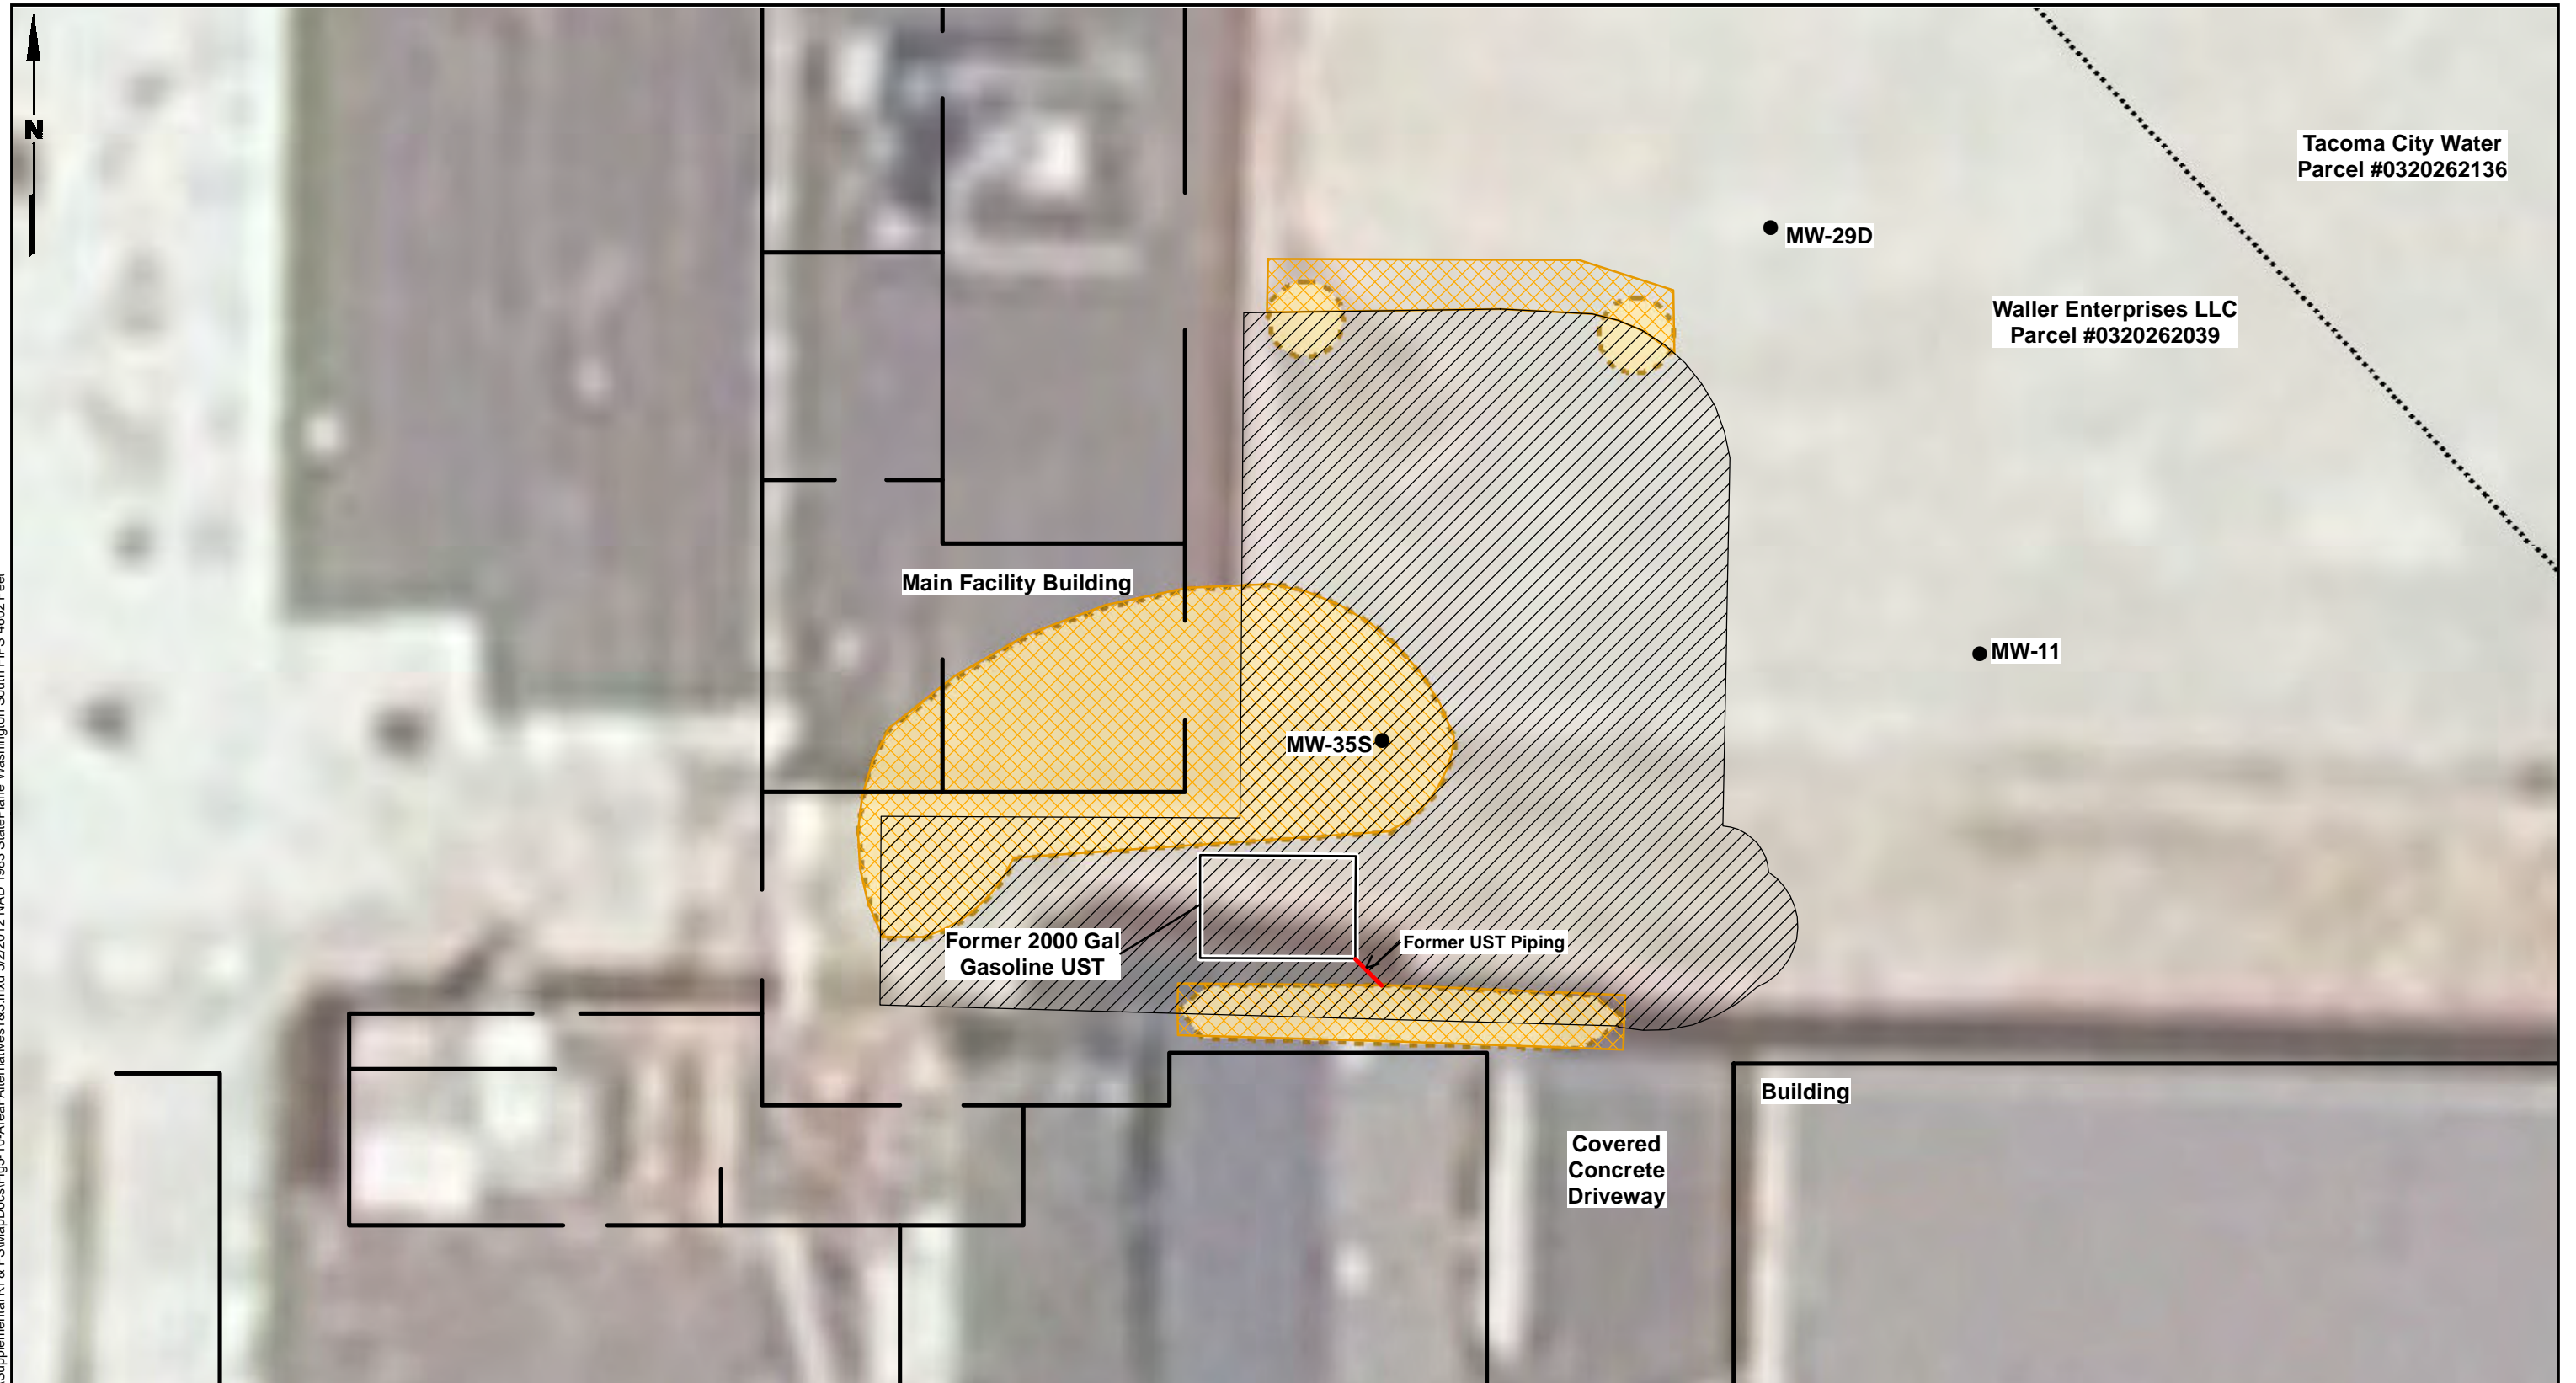 N
Tacoma City Water
Parcel #0320262136
MW-29D
Waller Enterprises LLC
Parcel #0320262039
Main Facility Building
MW-11
MW-35S
Former 2000 Gal
Gasoline UST
Former UST Piping
Building
Covered
Concrete
Driveway